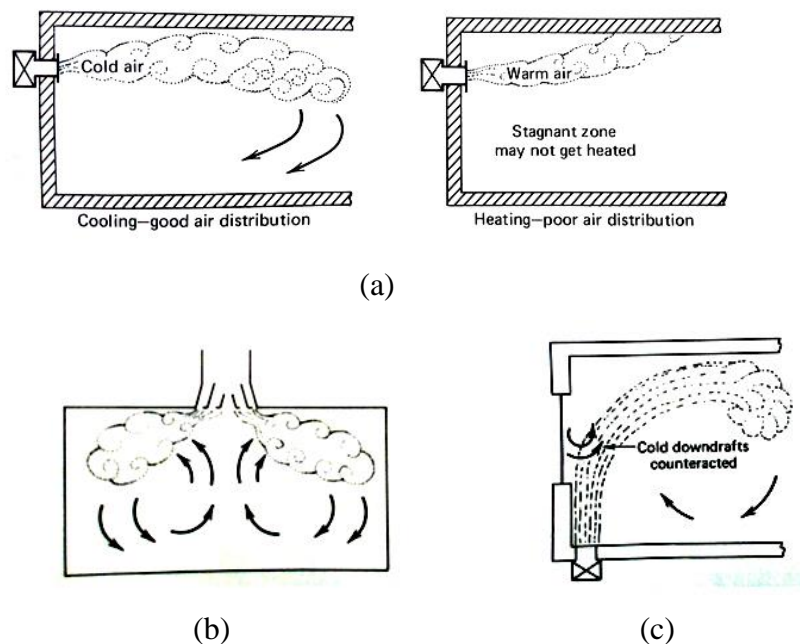 Cold air
Warm air
Stagnant zone
may not get heated
Cooling—good air distribution
Heating—poor air distribution
(a)
Cold downdrafts
counteracted
(b)
(c)